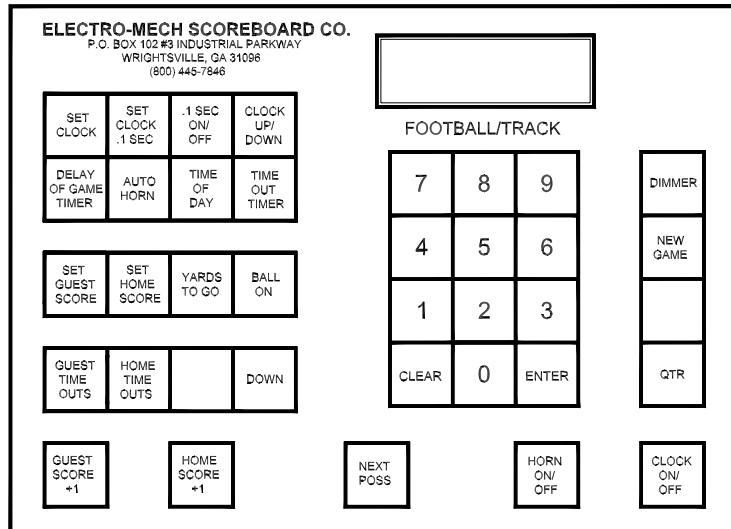 ELECTRO-MECH SCOREBOARD CO.
P.O. BOX 102 #3 INDUSTRIAL PARKWAY
WRIGHTSVILLE, GA 31096
(800) 445-7846
SET
CLOCK
SET
CLOCK
.1 SEC
.1 SEC
ON/
OFF
CLOCK
UP/
DOWN
DELAY
OF GAME
TIMER
AUTO
HORN
TIME
OF
DAY
TIME
OUT
TIMER
SET
GUEST
SCORE
SET
HOME
SCORE
YARDS
TO GO
BALL
ON
GUEST
TIME
OUTS
HOME
TIME
OUTS
DOWN
GUEST
SCORE
+1
HOME
SCORE
+1
FOOTBALL/TRACK
7
8
9
4
5
6
1
2
3
CLEAR
0
ENTER
DIMMER
NEW
GAME
QTR
NEXT
POSS
HORN
ON/
OFF
CLOCK
ON/
OFF